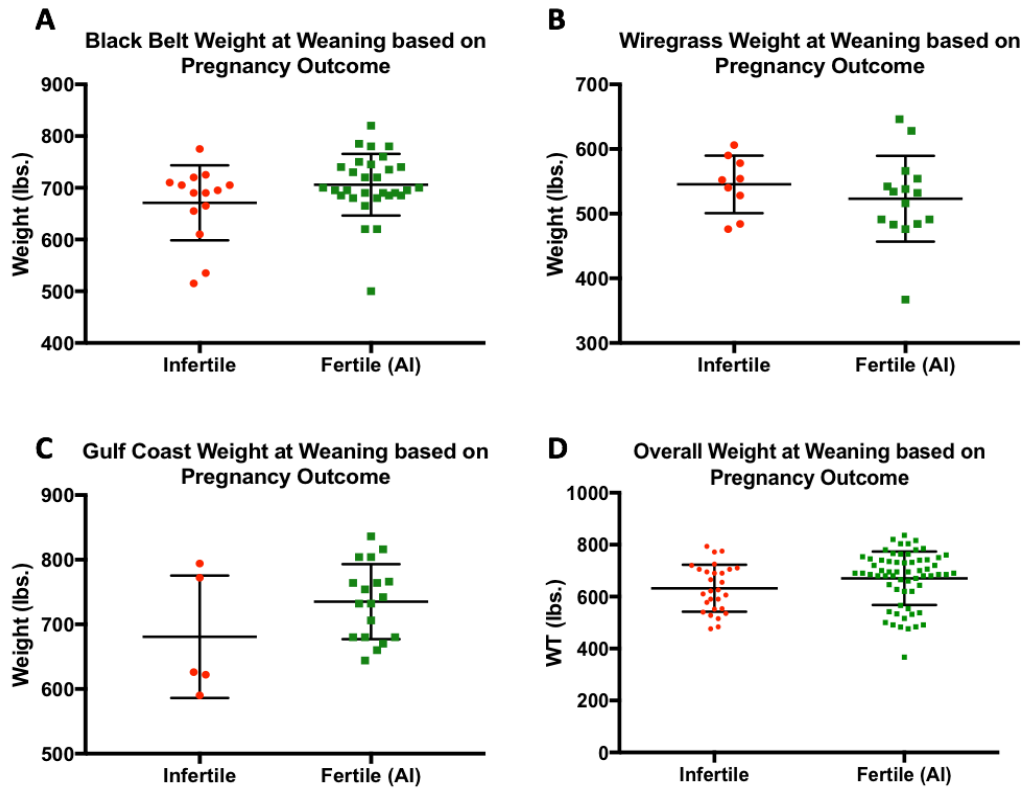 A
Black Belt Weight at Weaning based on
Pregnancy Outcome
Weight (lbs.)
900
800
700
600
500
400
Infertile
Fertile (AI)
B
Wiregrass Weight at Weaning based on
Pregnancy Outcome
Weight (lbs.)
700
600
500
400
300
Infertile
Fertile (AI)
C
Gulf Coast Weight at Weaning based on
Pregnancy Outcome
Weight (lbs.)
900
800
700
600
500
Infertile
Fertile (AI)
D
Overall Weight at Weaning based on
Pregnancy Outcome
WT (lbs.)
1000
800
600
400
200
0
Infertile
Fertile (AI)